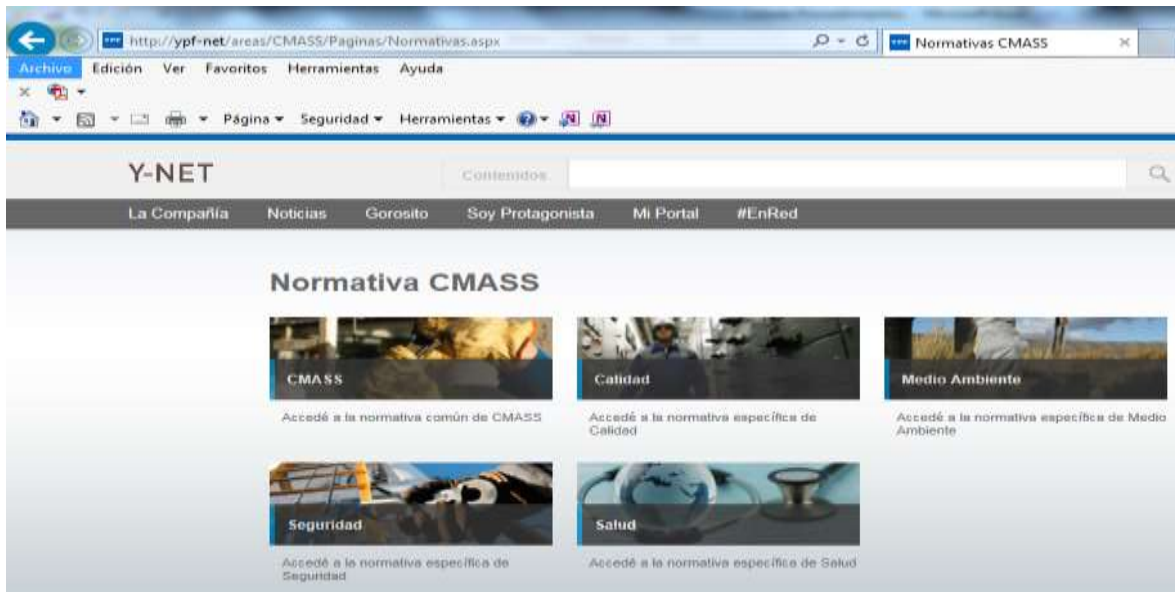 http://ypf-net/areas/CMASS/Paginas/Normativas.aspx
Normativas CMASS
Archivo Edición Ver Favoritos Herramientas Ayuda
Página Seguridad Herramientas
Y-NET
Contenidos
La Compañía Noticias Gorosito Soy Protagonista Mi Portal #EnRed
Normativa CMASS
CMASS
Accedé a la normativa común de CMASS
Calidad
Accedé a la normativa específica de
Calidad
Medio Ambiente
Accedé a la normativa específica de Medio
Ambiente
Seguridad
Accedé a la normativa específica de
Seguridad
Salud
Accedé a la normativa específica de Salud